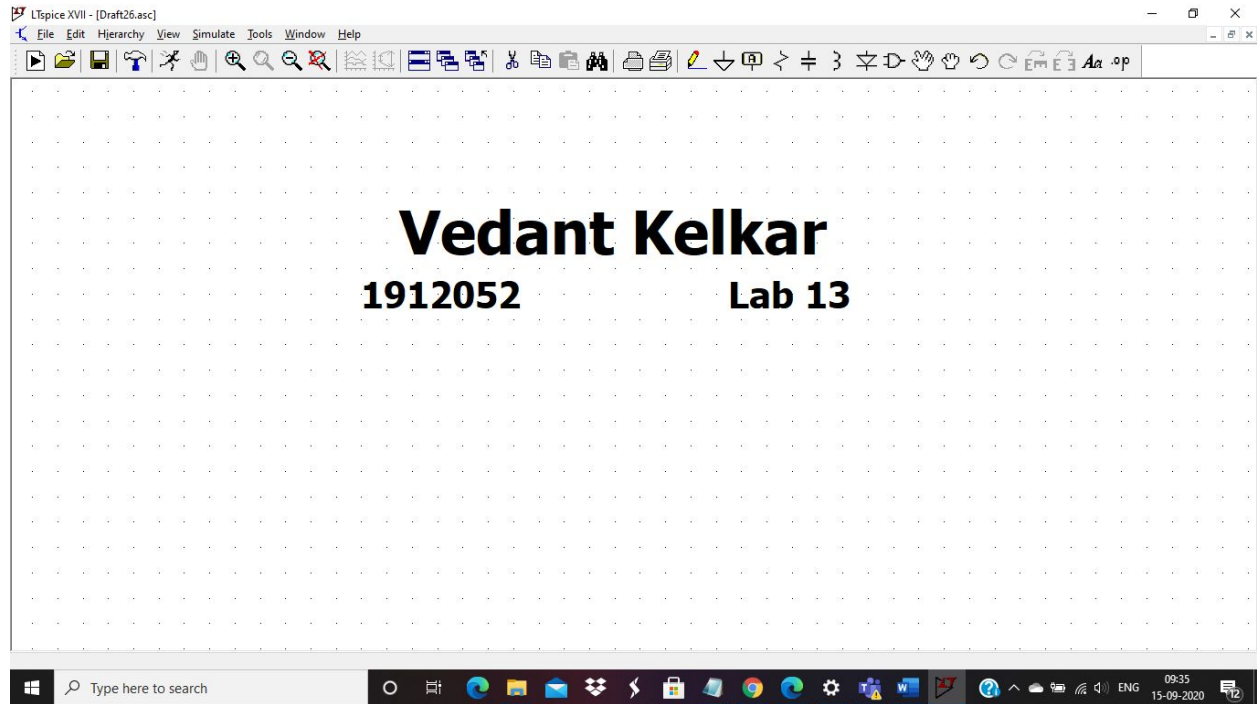 LTspice XVII - [Draft26.asc]
File Edit Hierarchy View Simulate Tools Window Help
Aa .op
Vedant Kelkar
1912052 Lab 13
Type here to search
ENG 09:35
15-09-2020
12